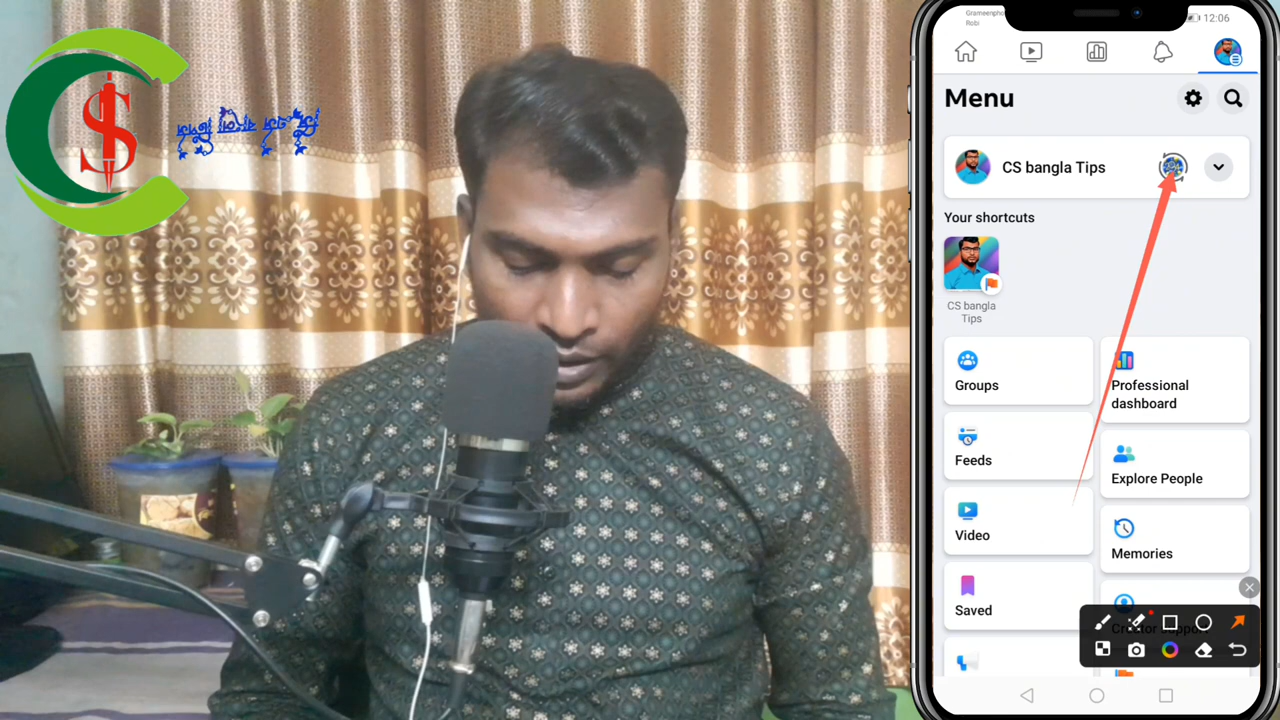 Grameenpho
Robi
12:06
Menu
CS bangla Tips
Your shortcuts
CS bangla
Tips
Groups
Professional
dashboard
Feeds
Explore People
Video
Memories
Saved